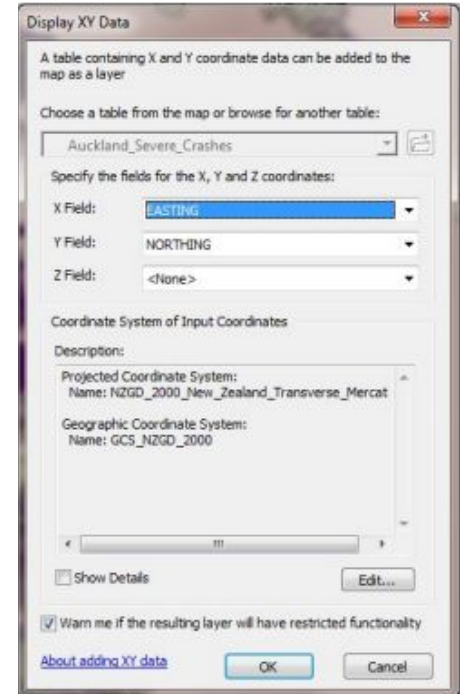 Display XY Data
A table containing X and Y coordinate data can be added to the
map as a layer
Choose a table from the map or browse for another table:
Auckland_Severe_Crashes
Specify the fields for the X, Y and Z coordinates:
X Field: EASTING
Y Field: NORTHING
Z Field: <None>
Coordinate System of Input Coordinates
Description:
Projected Coordinate System:
Name: NZGD_2000_New_Zealand_Transverse_Mercat
Geographic Coordinate System:
Name: GCS_NZGD_2000
Show Details
Edit...
Warn me if the resulting layer will have restricted functionality
About adding XY data
OK
Cancel